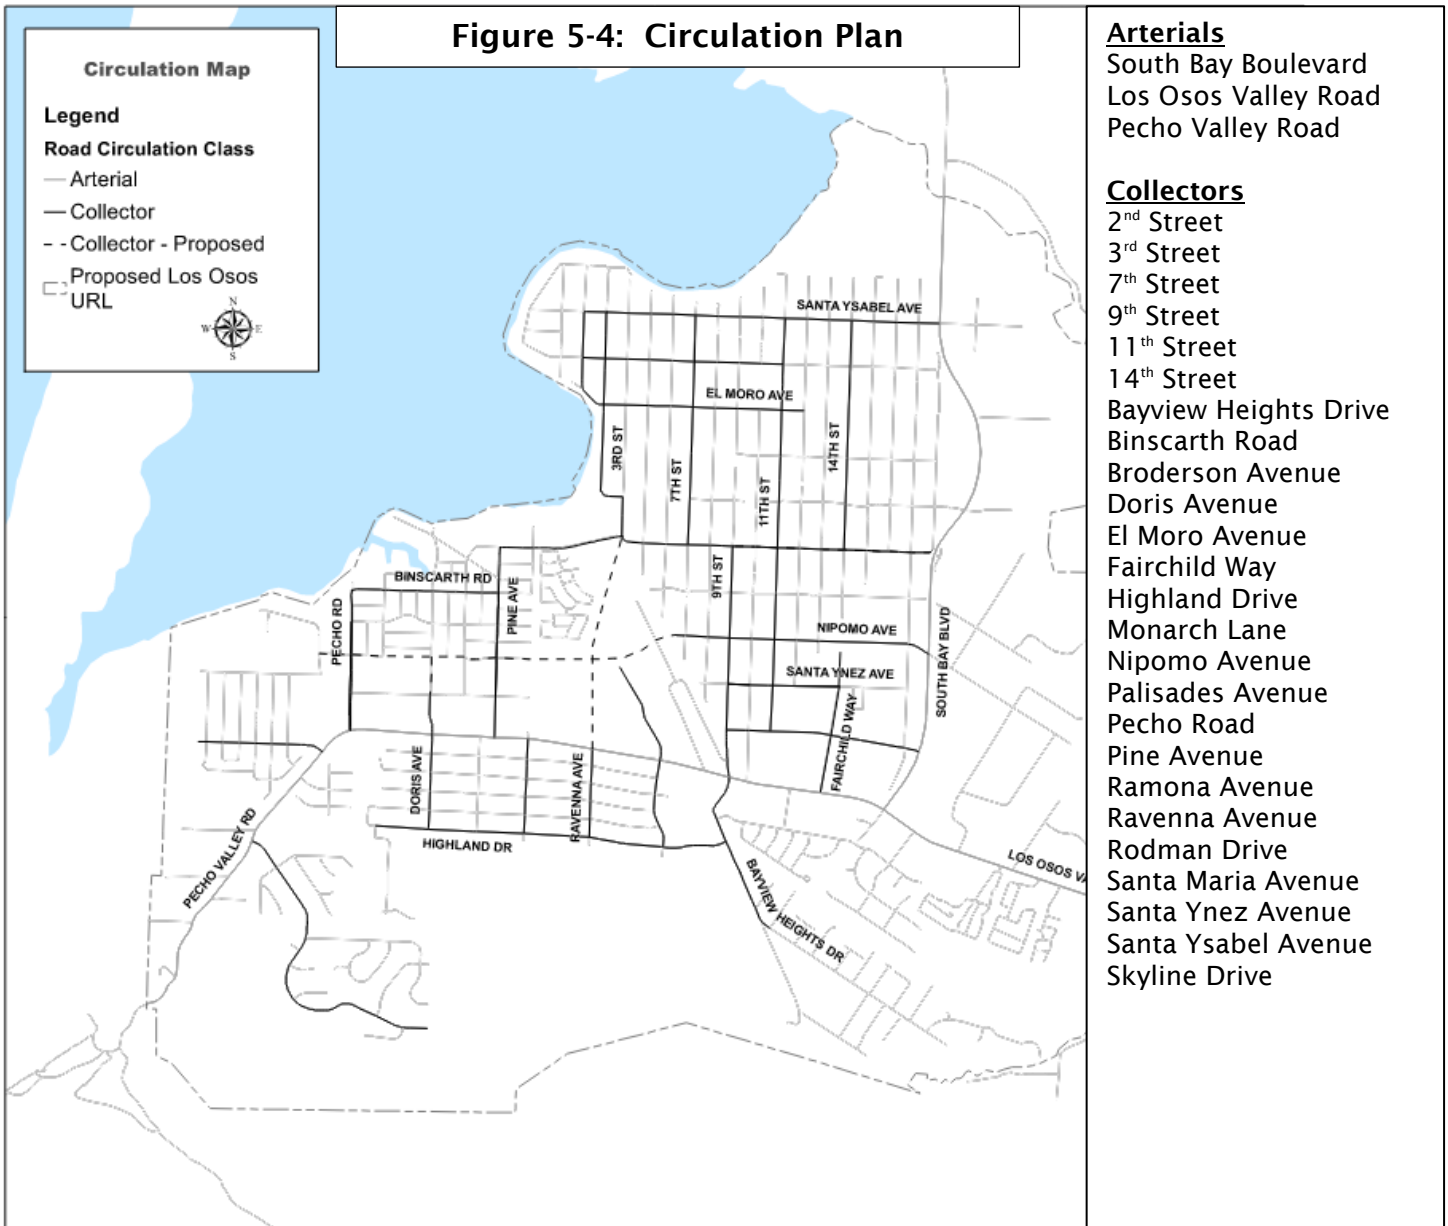 Figure 5-4: Circulation Plan
Circulation Map
Legend
Road Circulation Class
Arterial
Collector
Collector - Proposed
Proposed Los Osos
URL
N
W
E
S
SANTA YSABEL AVE
EL MORO AVE
3RD ST
7TH ST
11TH ST
14TH ST
9TH ST
BINSCARTH RD
PINE AVE
PECHO RD
NIPOMO AVE
SANTA YNEZ AVE
SOUTH BAY BLVD
FAIRCHILD WAY
DORIS AVE
RAVENNA AVE
HIGHLAND DR
PECHO VALLEY RD
BAYVIEW HEIGHTS DR
LOS OSOS VA
Arterials
South Bay Boulevard
Los Osos Valley Road
Pecho Valley Road
Collectors
2nd Street
3rd Street
7th Street
9th Street
11th Street
14th Street
Bayview Heights Drive
Binscarth Road
Broderson Avenue
Doris Avenue
El Moro Avenue
Fairchild Way
Highland Drive
Monarch Lane
Nipomo Avenue
Palisades Avenue
Pecho Road
Pine Avenue
Ramona Avenue
Ravenna Avenue
Rodman Drive
Santa Maria Avenue
Santa Ynez Avenue
Santa Ysabel Avenue
Skyline Drive